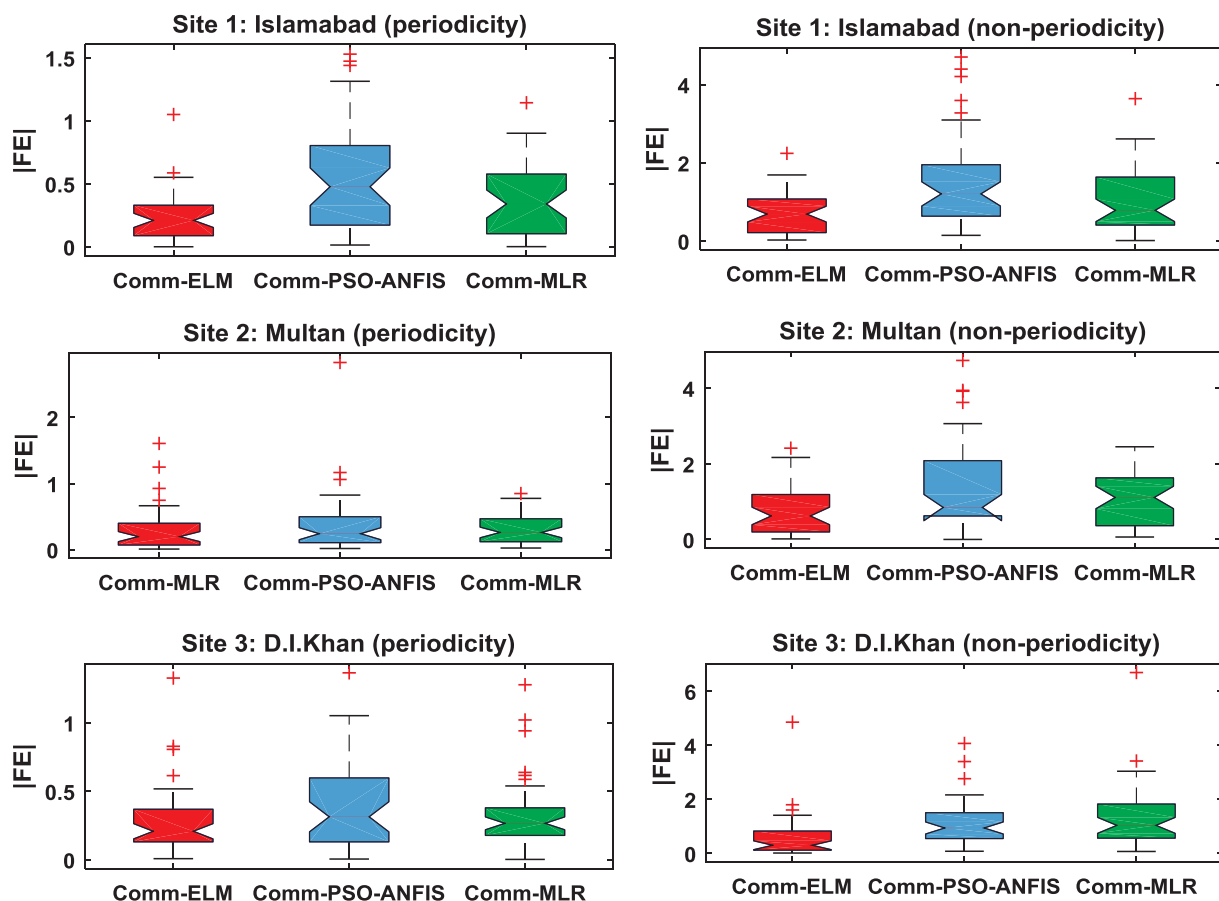 Site 1: Islamabad (periodicity)
1.5
1
0.5
0
|FE|
Comm-ELM Comm-PSO-ANFIS Comm-MLR
Site 1: Islamabad (non-periodicity)
4
2
0
|FE|
Comm-ELM Comm-PSO-ANFIS Comm-MLR
Site 2: Multan (periodicity)
2
1
0
|FE|
Comm-MLR Comm-PSO-ANFIS Comm-MLR
Site 2: Multan (non-periodicity)
4
2
0
|FE|
Comm-ELM Comm-PSO-ANFIS Comm-MLR
Site 3: D.I.Khan (periodicity)
1
0.5
0
|FE|
Comm-ELM Comm-PSO-ANFIS Comm-MLR
Site 3: D.I.Khan (non-periodicity)
6
4
2
0
|FE|
Comm-ELM Comm-PSO-ANFIS Comm-MLR